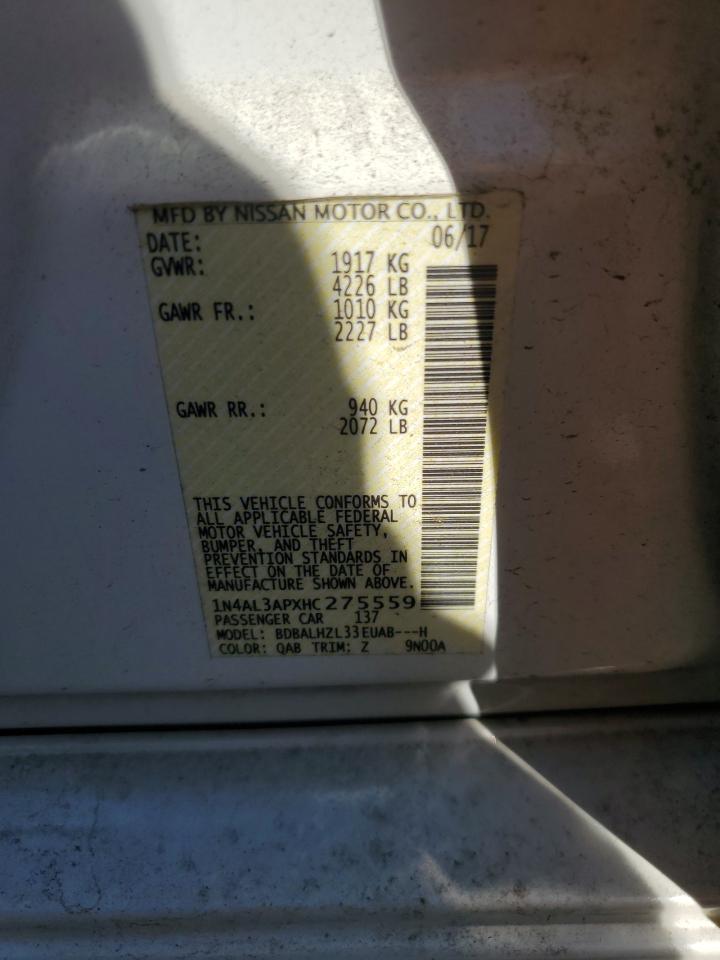 MFD BY NISSAN MOTOR CO., LTD.
DATE: 06/17
GVWR: 1917 KG
4226 LB
GAWR FR.: 1010 KG
2227 LB
GAWR RR.: 940 KG
2072 LB
THIS VEHICLE CONFORMS TO
ALL APPLICABLE FEDERAL
MOTOR VEHICLE SAFETY,
BUMPER, AND THEFT
PREVENTION STANDARDS IN
EFFECT ON THE DATE OF
MANUFACTURE SHOWN ABOVE.
1N4AL3APXHC275559
PASSENGER CAR 137
MODEL: BDBALHZL33EUAB---H
COLOR: QAB TRIM: Z 9N00A